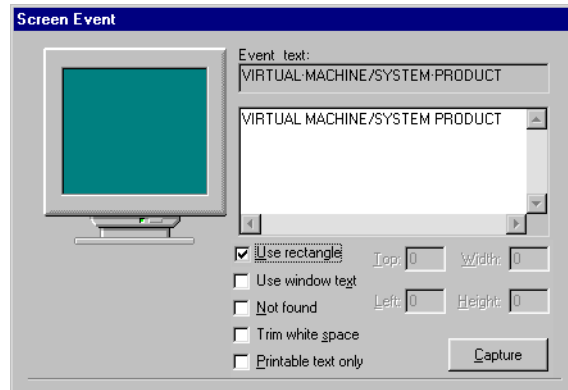 Screen Event
Event text:
VIRTUAL·MACHINE/SYSTEM·PRODUCT
VIRTUAL MACHINE/SYSTEM PRODUCT
Use rectangle Top: 0 Width: 0
Use window text
Not found Left: 0 Height: 0
Trim white space
Printable text only
Capture